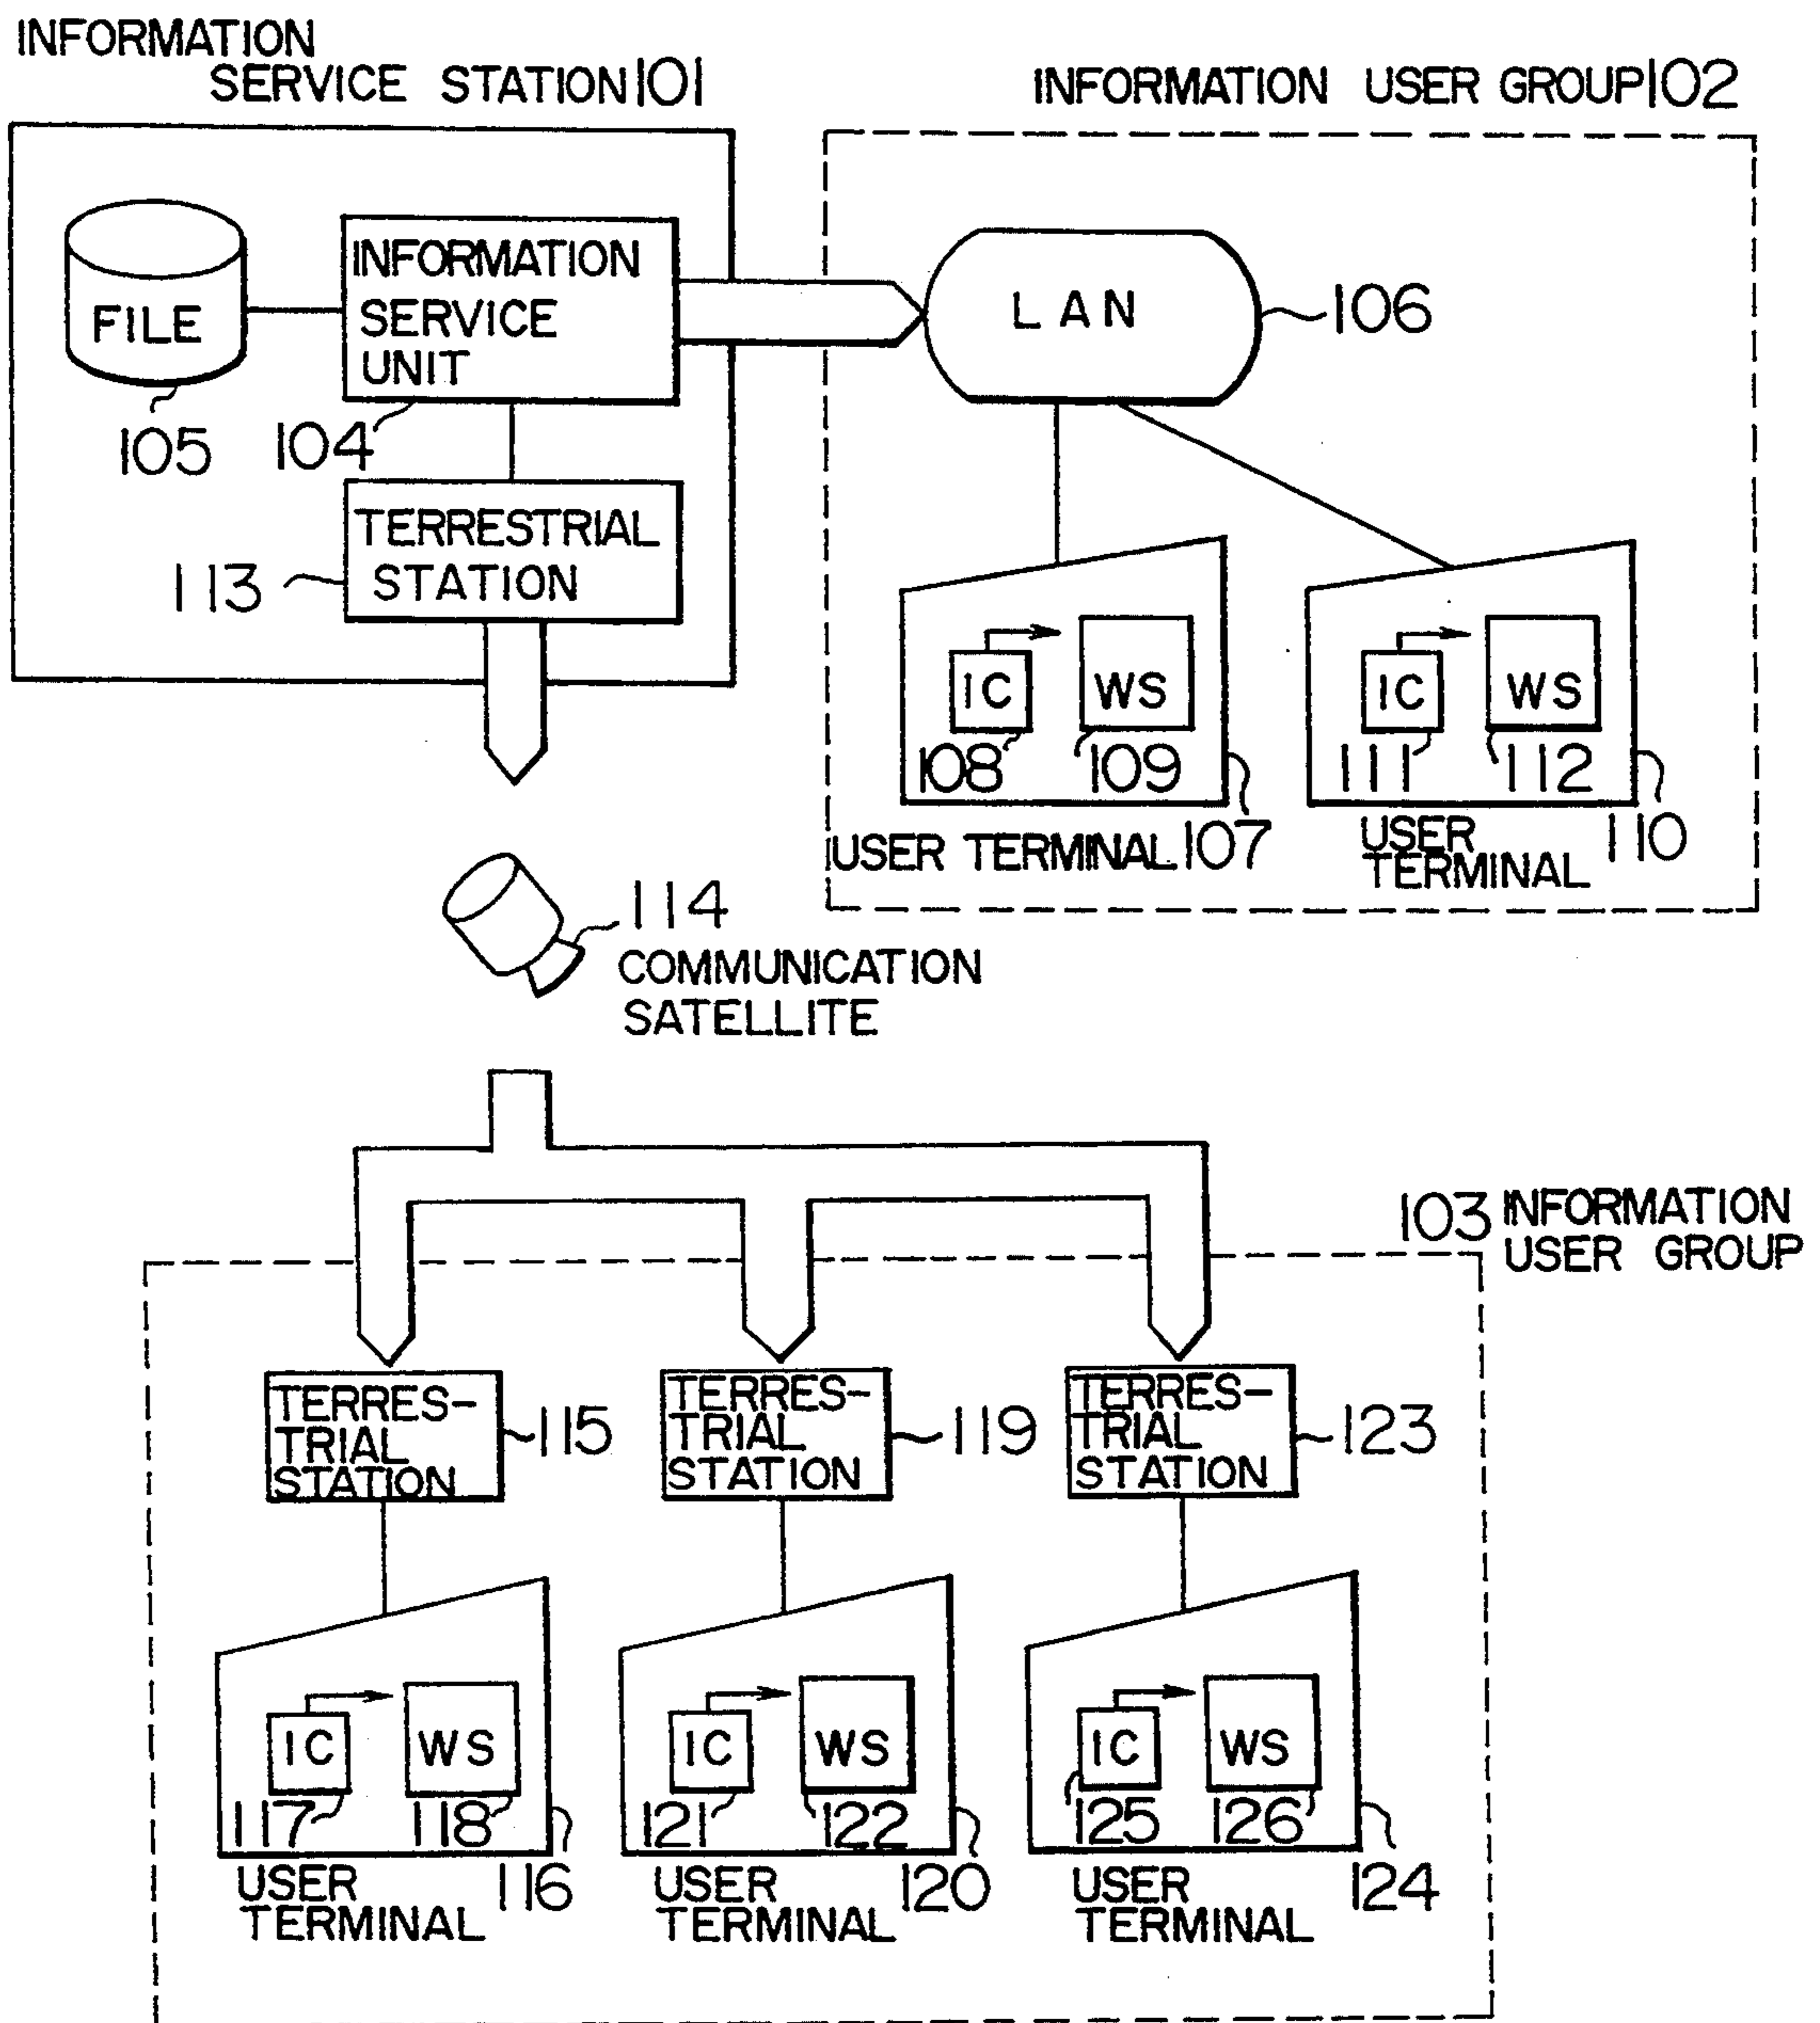 INFORMATION
SERVICE STATION 101
INFORMATION USER GROUP 102
FILE
105
INFORMATION
SERVICE
UNIT
104
TERRESTRIAL
STATION
113
LAN
106
IC
108
WS
109
USER TERMINAL 107
IC
111
WS
112
USER
TERMINAL
110
114
COMMUNICATION
SATELLITE
103 INFORMATION
USER GROUP
TERRES-
TRIAL
STATION
115
TERRES-
TRIAL
STATION
119
TERRES-
TRIAL
STATION
123
IC
117
WS
118
USER
TERMINAL
116
IC
121
WS
122
USER
TERMINAL
120
IC
125
WS
126
USER
TERMINAL
124